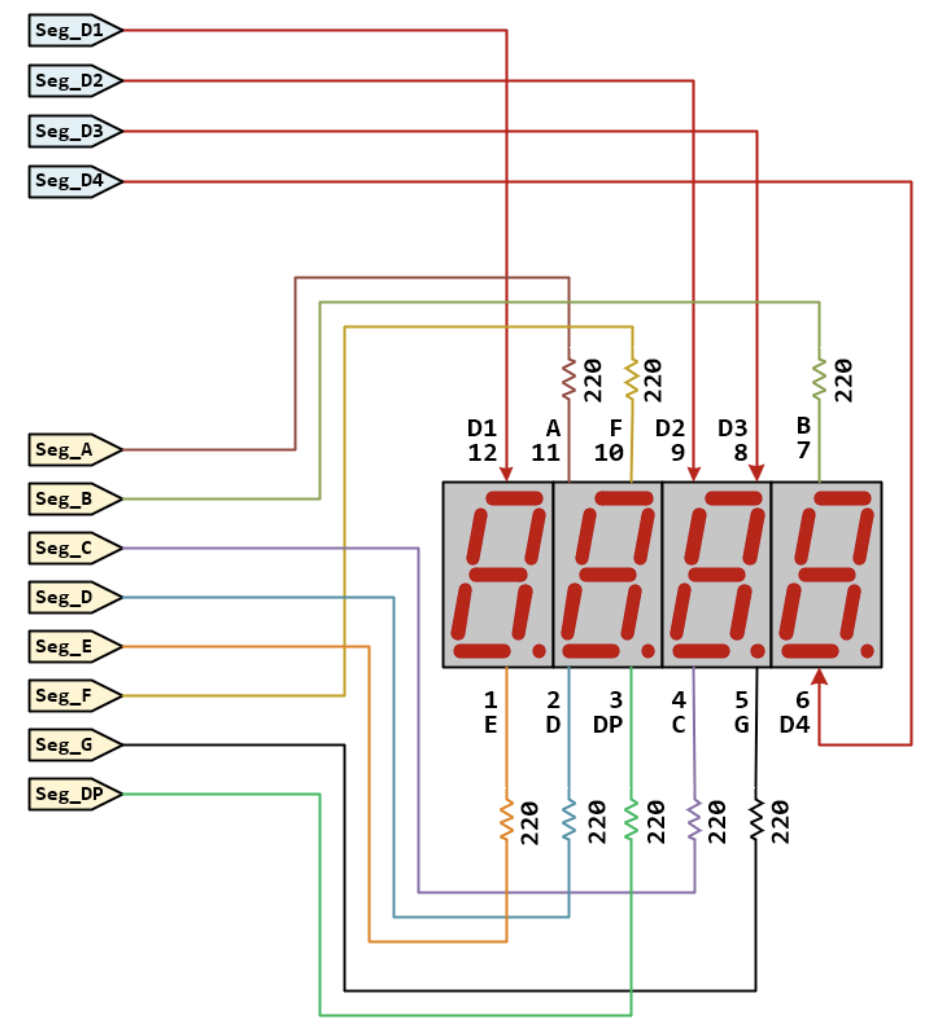 Seg_D1
Seg_D2
Seg_D3
Seg_D4
220
220
220
D1
12
A
11
F
10
D2
9
D3
8
B
7
Seg_A
Seg_B
Seg_C
Seg_D
Seg_E
Seg_F
Seg_G
Seg_DP
1
E
2
D
3
DP
4
C
5
G
6
D4
220
220
220
220
220